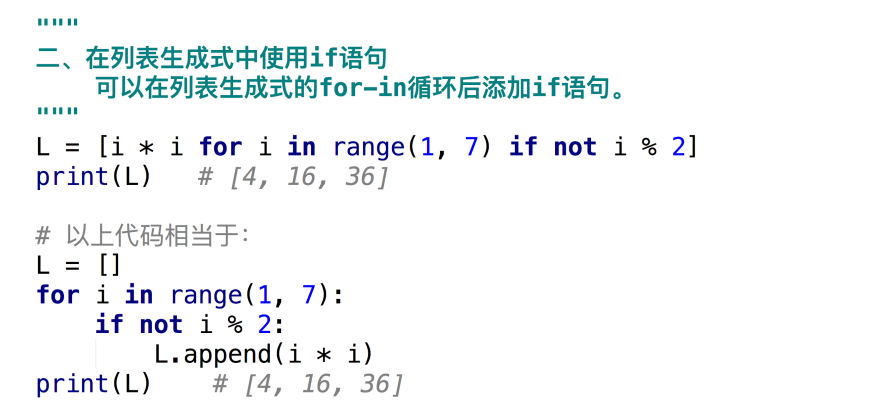 """
二、在列表生成式中使用if语句
    可以在列表生成式的for-in循环后添加if语句。
"""
L = [i * i for i in range(1, 7) if not i % 2]
print(L)   # [4, 16, 36]

# 以上代码相当于:
L = []
for i in range(1, 7):
    if not i % 2:
        L.append(i * i)
print(L)    # [4, 16, 36]